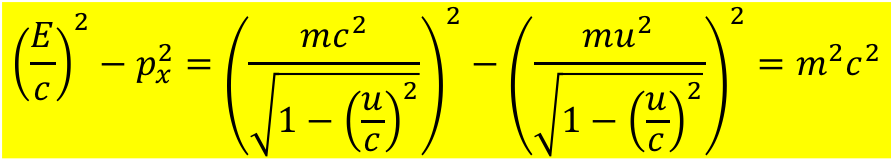 (E/c)² − pₓ² = (mc²/√(1 − (u/c)²))² − (mu²/√(1 − (u/c)²))² = m²c²